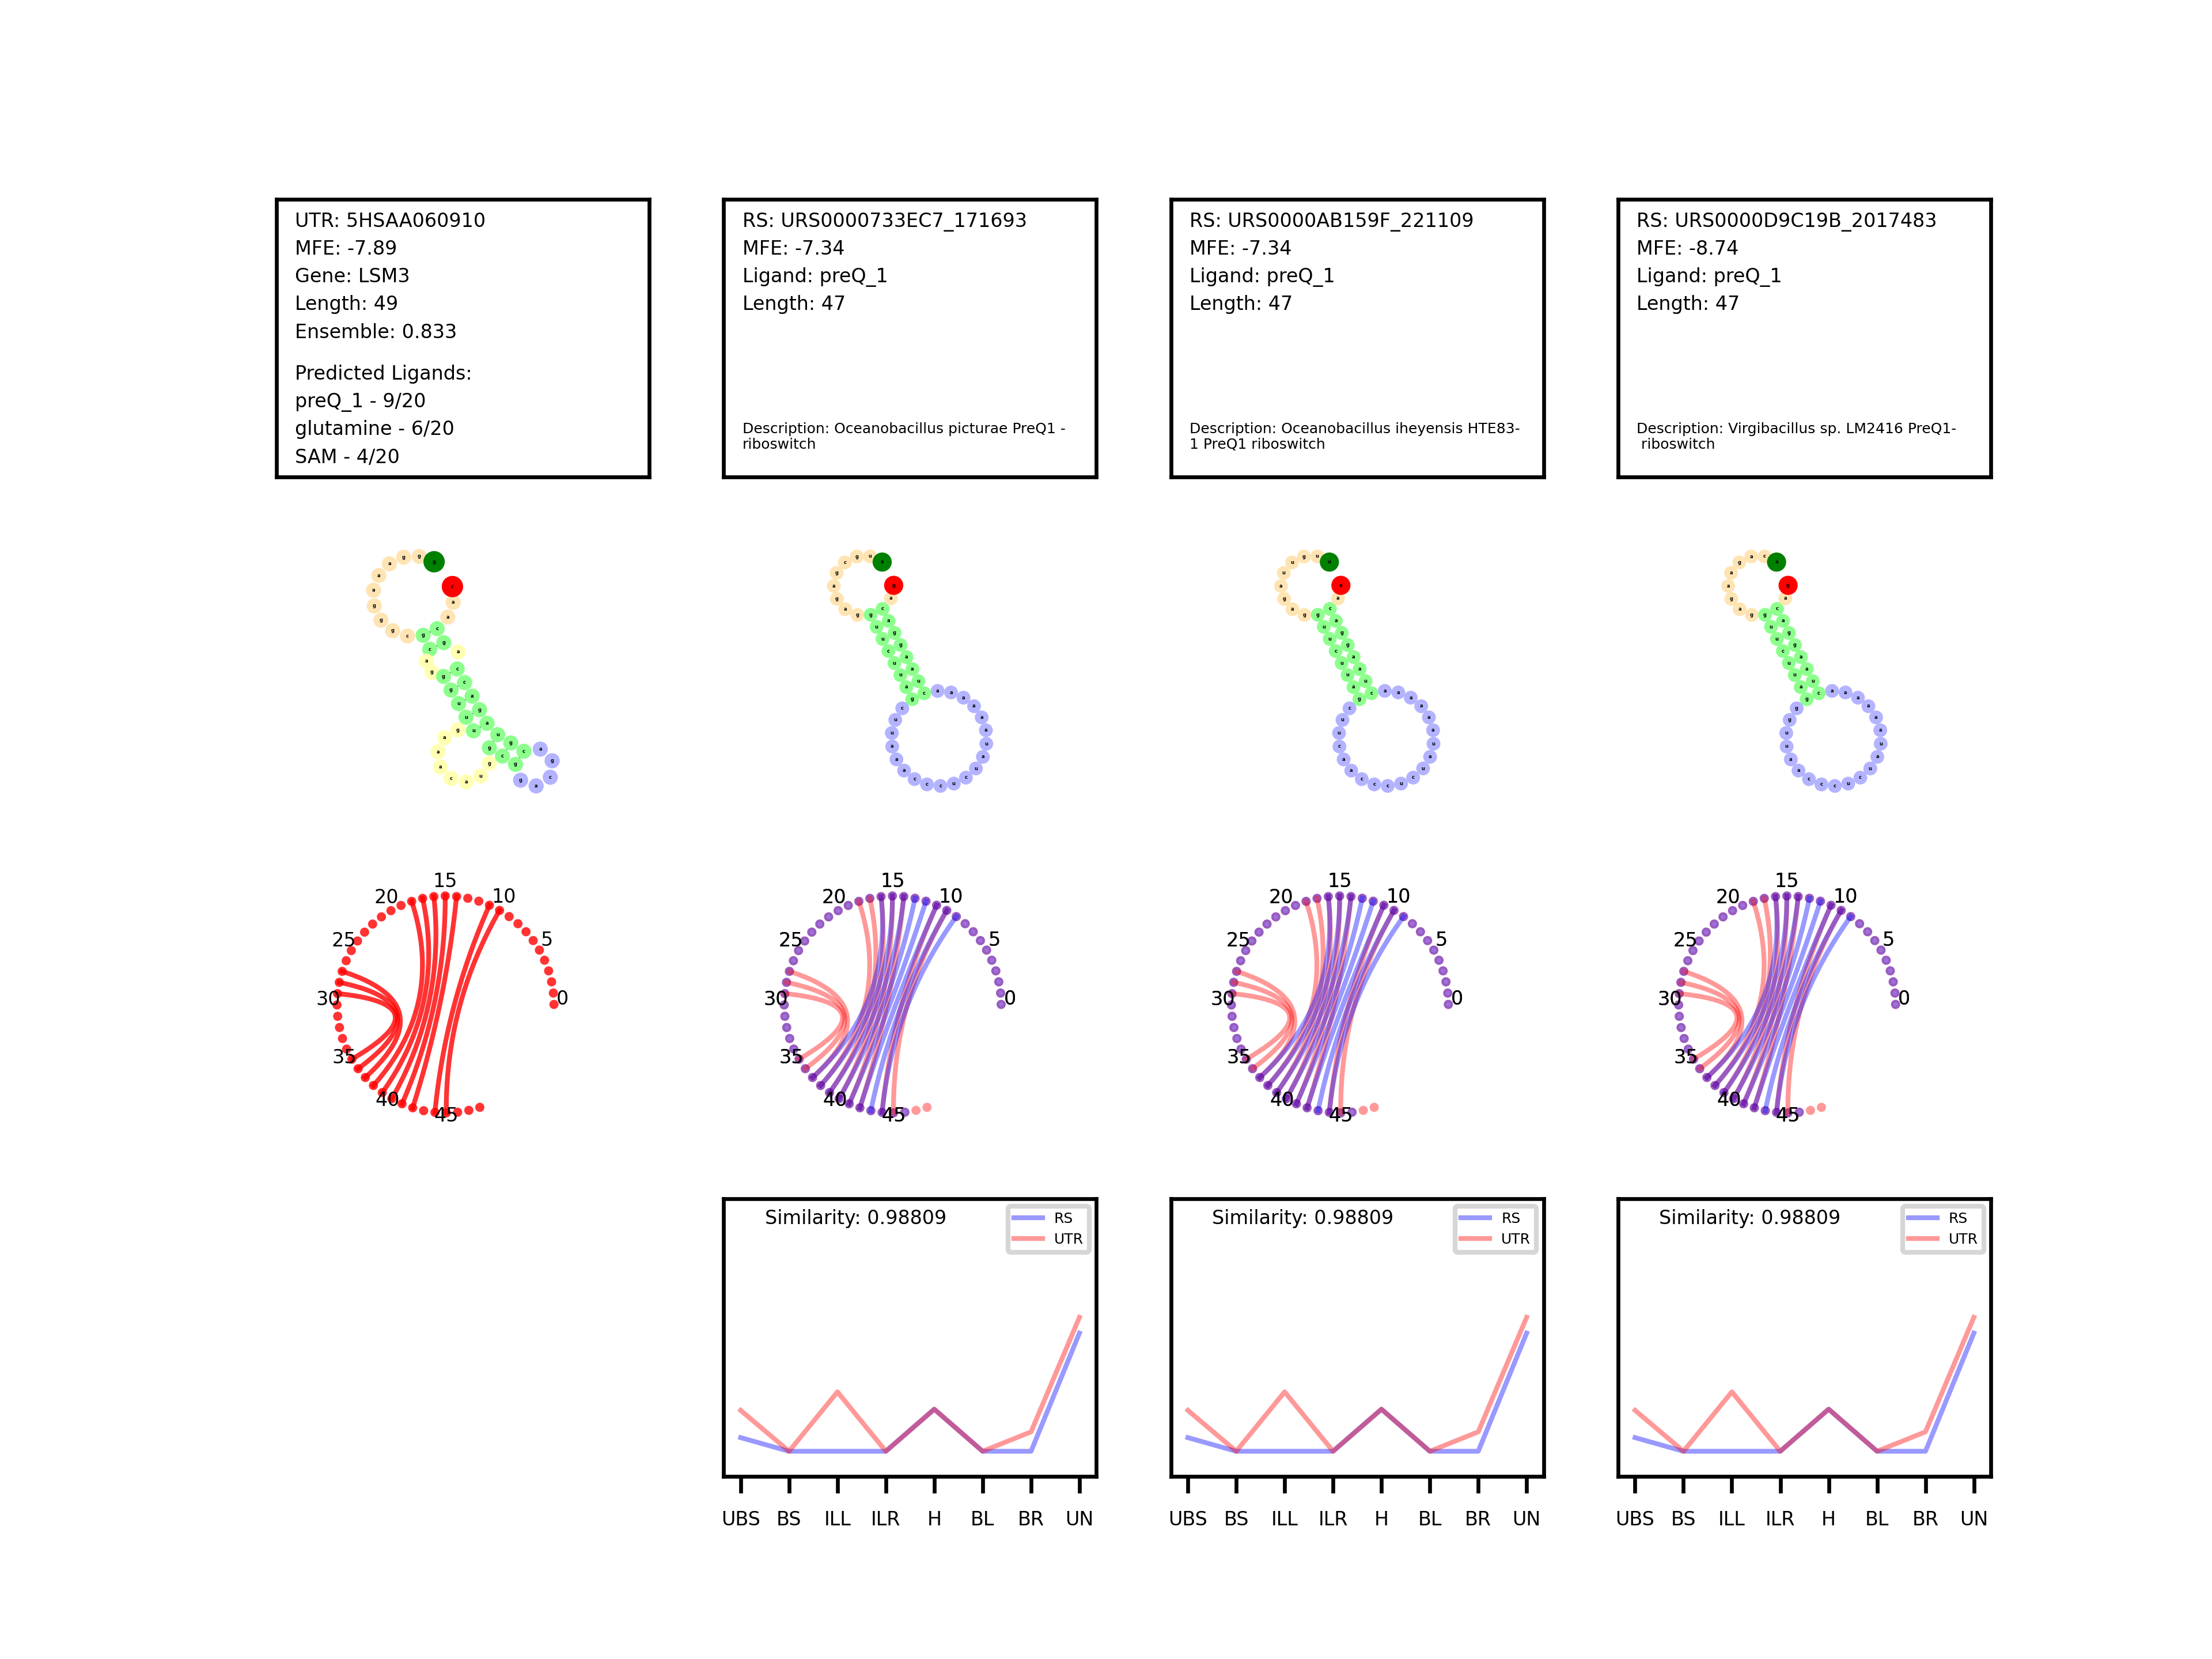 UTR: 5HSAA060910
MFE: -7.89
Gene: LSM3
Length: 49
Ensemble: 0.833
Predicted Ligands:
preQ_1 - 9/20
glutamine - 6/20
SAM - 4/20
RS: URS0000733EC7_171693
MFE: -7.34
Ligand: preQ_1
Length: 47
Description: Oceanobacillus picturae PreQ1 -
riboswitch
RS: URS0000AB159F_221109
MFE: -7.34
Ligand: preQ_1
Length: 47
Description: Oceanobacillus iheyensis HTE83-
1 PreQ1 riboswitch
RS: URS0000D9C19B_2017483
MFE: -8.74
Ligand: preQ_1
Length: 47
Description: Virgibacillus sp. LM2416 PreQ1-
riboswitch
0 5 10 15 20 25 30 35 40 45
0 5 10 15 20 25 30 35 40 45
0 5 10 15 20 25 30 35 40 45
0 5 10 15 20 25 30 35 40 45
Similarity: 0.98809
RS
UTR
UBS BS ILL ILR H BL BR UN
Similarity: 0.98809
RS
UTR
UBS BS ILL ILR H BL BR UN
Similarity: 0.98809
RS
UTR
UBS BS ILL ILR H BL BR UN